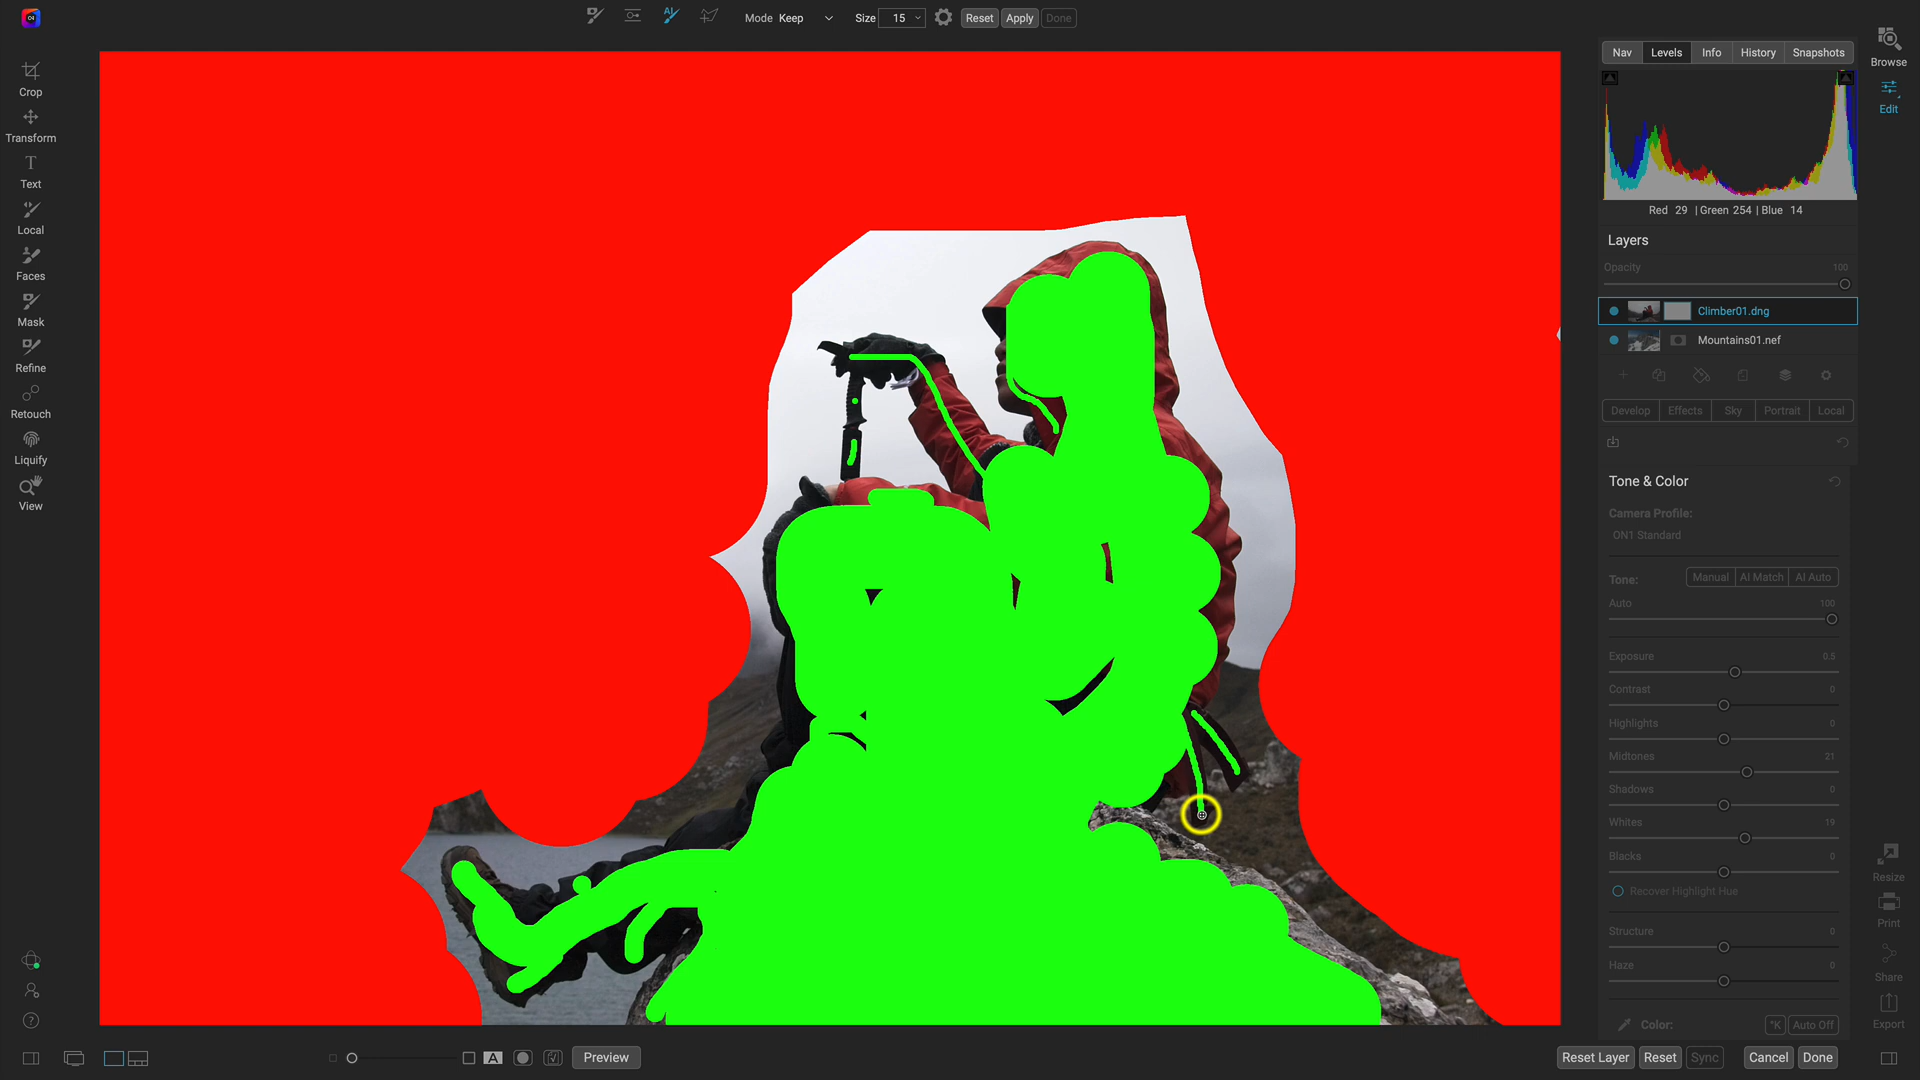 Mode Keep Size 15 Reset Apply Done
Crop
Transform
Text
Local
Faces
Mask
Refine
Retouch
Liquify
View
Nav Levels Info History Snapshots
Red 29 | Green 254 | Blue 14
Layers
Opacity 100
Climber01.dng
Mountains01.nef
Develop Effects Sky Portrait Local
Tone & Color
Camera Profile:
ON1 Standard
Tone: Manual AI Match AI Auto
Auto 100
Exposure 0.5
Contrast 0
Highlights 0
Midtones 21
Shadows 0
Whites 19
Blacks 0
Recover Highlight Hue
Structure 0
Haze 0
Color: °K Auto Off
Browse
Edit
Resize
Print
Share
Export
A Preview
Reset Layer Reset Sync Cancel Done